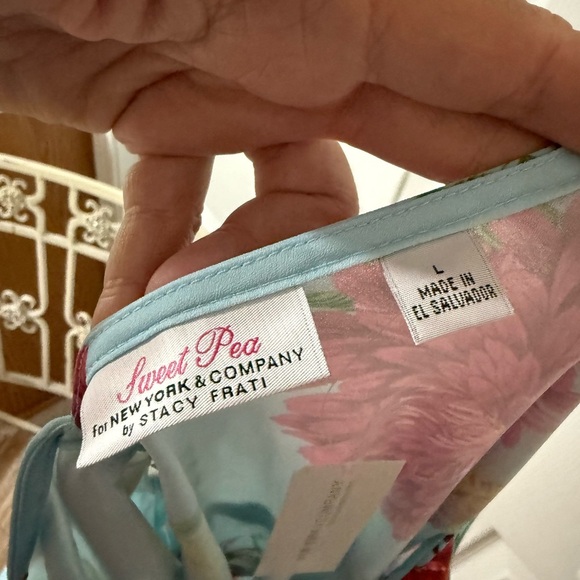 Sweet Pea
for NEW YORK & COMPANY
by STACY FRATI
L
MADE IN
EL SALVADOR